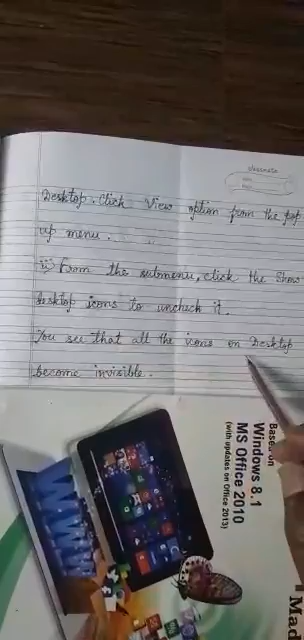 classmate
Desktop. Click View option from the pop
up menu.
ii) From the submenu, click the Show
desktop icons to uncheck it.
You see that all the icons on Desktop
become invisible.
Based on
Windows 8.1
MS Office 2010
(with updates on Office 2013)
WWW